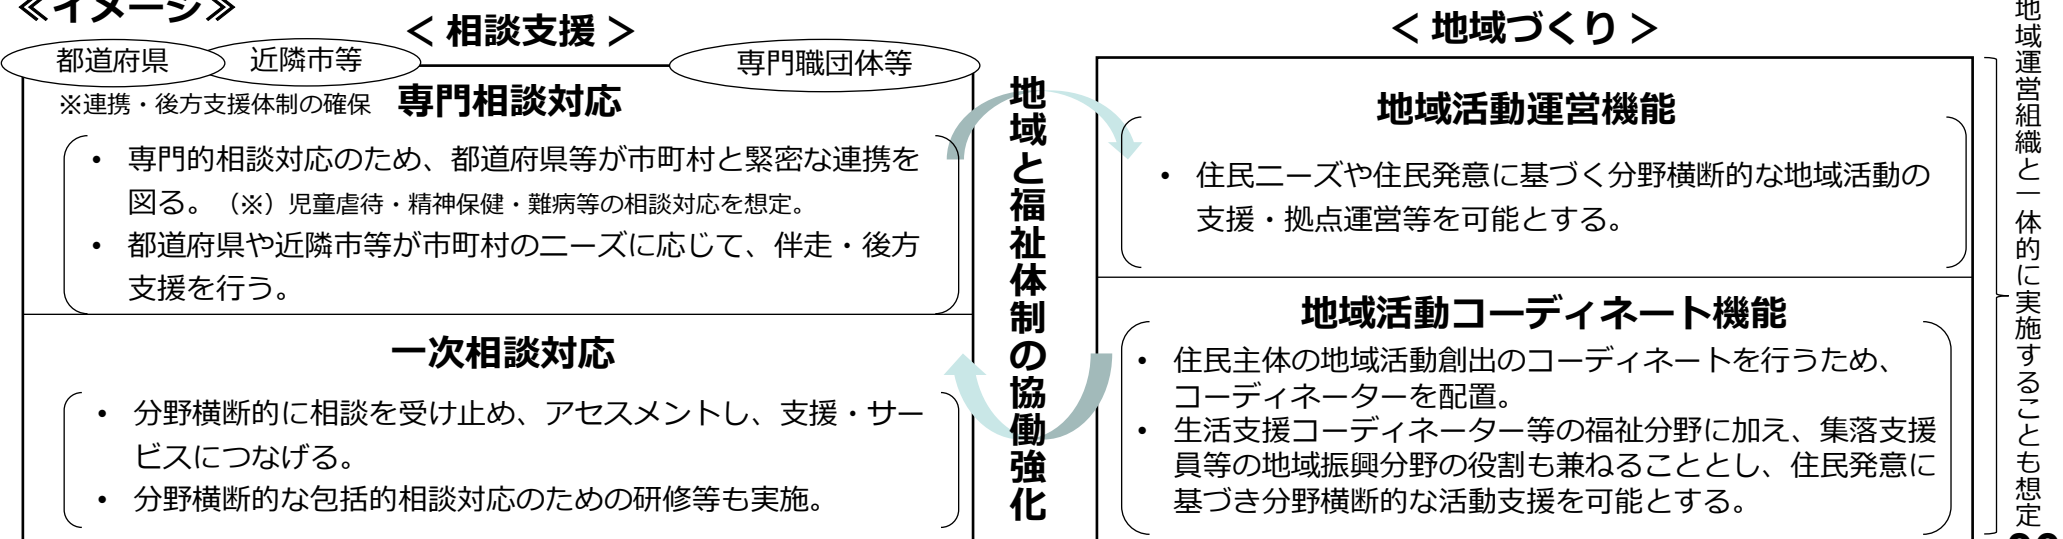 ≪イメージ≫
＜ 相談支援 ＞
都道府県
近隣市等
専門職団体等
※連携・後方支援体制の確保
専門相談対応
• 専門的相談対応のため、都道府県等が市町村と緊密な連携を
図る。（※）児童虐待・精神保健・難病等の相談対応を想定。
• 都道府県や近隣市等が市町村のニーズに応じて、伴走・後方
支援を行う。
一次相談対応
• 分野横断的に相談を受け止め、アセスメントし、支援・サー
ビスにつなげる。
• 分野横断的な包括的相談対応のための研修等も実施。
地域と福祉体制の協働強化
＜ 地域づくり ＞
地域活動運営機能
• 住民ニーズや住民発意に基づく分野横断的な地域活動の
支援・拠点運営等を可能とする。
地域活動コーディネート機能
• 住民主体の地域活動創出のコーディネートを行うため、
コーディネーターを配置。
• 生活支援コーディネーター等の福祉分野に加え、集落支援
員等の地域振興分野の役割も兼ねることとし、住民発意に
基づき分野横断的な活動支援を可能とする。
地域運営組織と一体的に実施することも想定